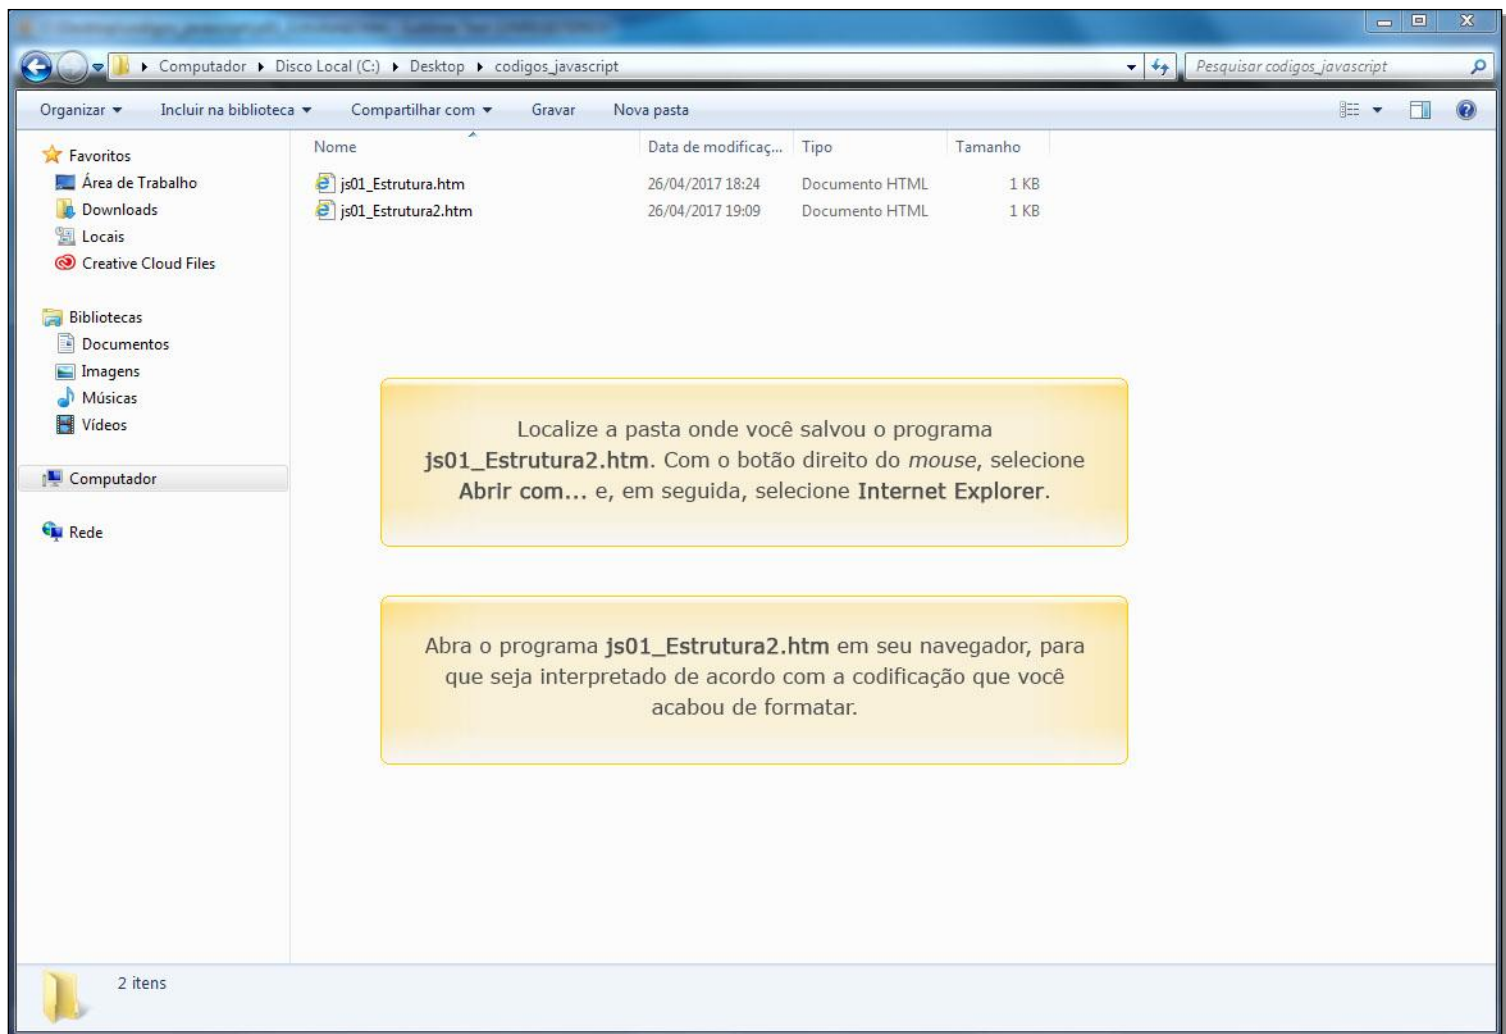 Computador Disco Local (C:) Desktop codigos_javascript
Pesquisar codigos_javascript
Organizar Incluir na biblioteca Compartilhar com Gravar Nova pasta
Favoritos
Área de Trabalho
Downloads
Locais
Creative Cloud Files
Bibliotecas
Documentos
Imagens
Músicas
Vídeos
Computador
Rede
Nome Data de modificaç... Tipo Tamanho
js01_Estrutura.htm 26/04/2017 18:24 Documento HTML 1 KB
js01_Estrutura2.htm 26/04/2017 19:09 Documento HTML 1 KB
Localize a pasta onde você salvou o programa
js01_Estrutura2.htm. Com o botão direito do mouse, selecione
Abrir com... e, em seguida, selecione Internet Explorer.
Abra o programa js01_Estrutura2.htm em seu navegador, para
que seja interpretado de acordo com a codificação que você
acabou de formatar.
2 itens